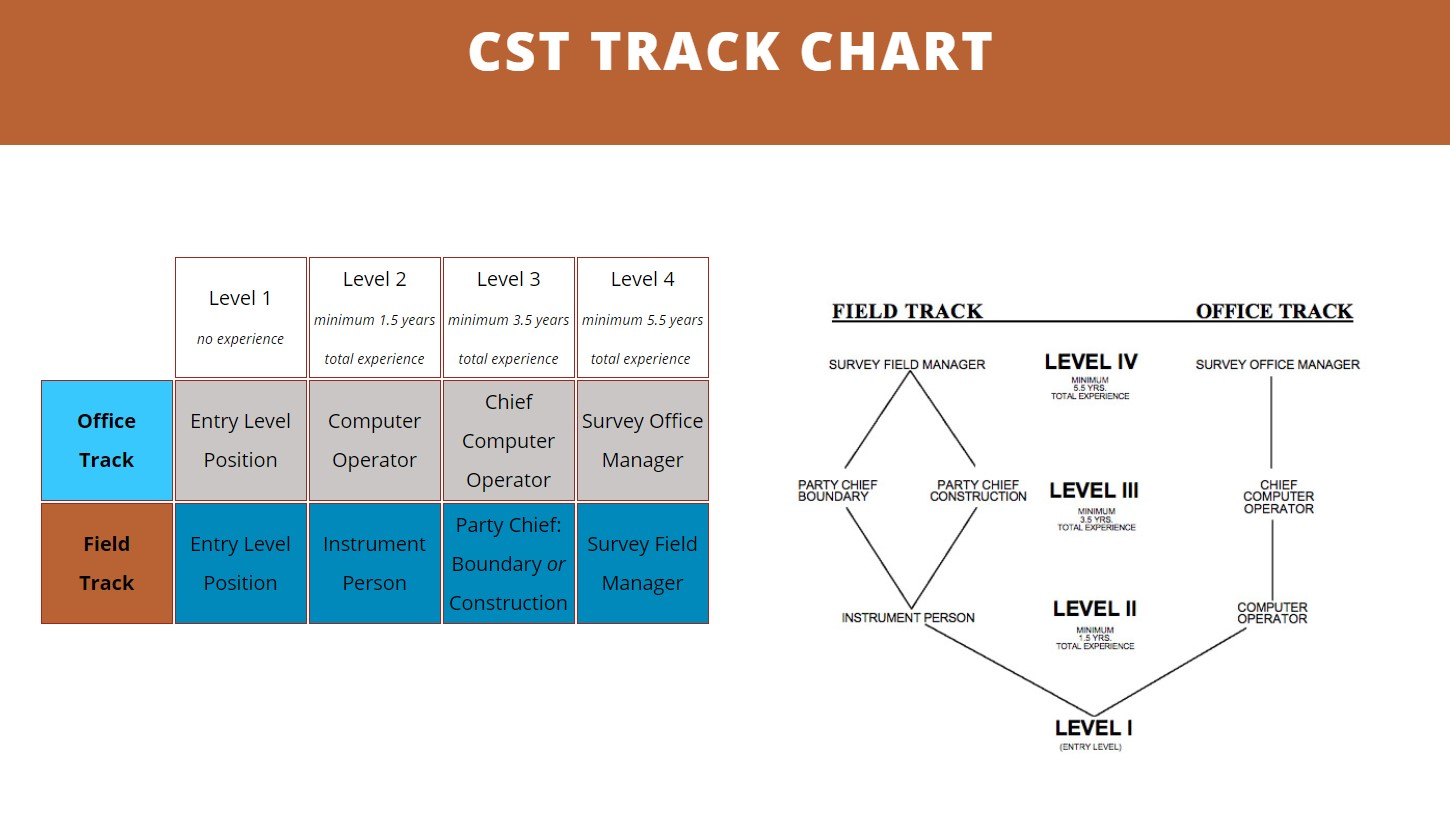 CST TRACK CHART
Level 1
no experience
Level 2
minimum 1.5 years
total experience
Level 3
minimum 3.5 years
total experience
Level 4
minimum 5.5 years
total experience
Office
Track
Entry Level
Position
Computer
Operator
Chief
Computer
Operator
Survey Office
Manager
Field
Track
Entry Level
Position
Instrument
Person
Party Chief:
Boundary or
Construction
Survey Field
Manager
FIELD TRACK
OFFICE TRACK
SURVEY FIELD MANAGER
LEVEL IV
MINIMUM
5.5 YRS.
TOTAL EXPERIENCE
SURVEY OFFICE MANAGER
PARTY CHIEF
BOUNDARY
PARTY CHIEF
CONSTRUCTION
LEVEL III
MINIMUM
3.5 YRS.
TOTAL EXPERIENCE
CHIEF
COMPUTER
OPERATOR
INSTRUMENT PERSON
LEVEL II
MINIMUM
1.5 YRS.
TOTAL EXPERIENCE
COMPUTER
OPERATOR
LEVEL I
(ENTRY LEVEL)